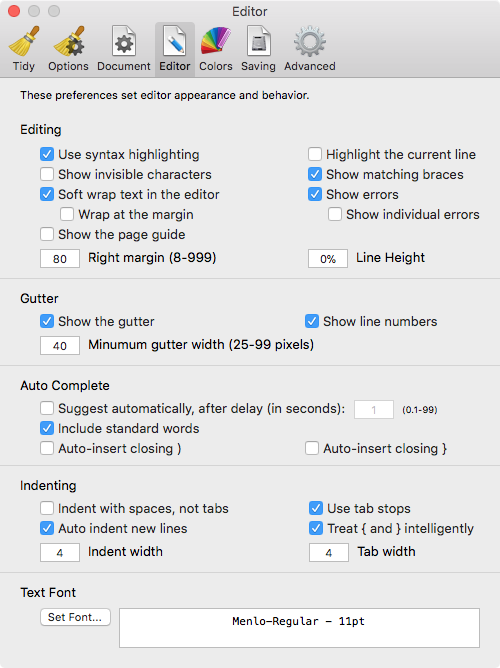 Editor
Tidy Options Document Editor Colors Saving Advanced
These preferences set editor appearance and behavior.
Editing
Use syntax highlighting Highlight the current line
Show invisible characters Show matching braces
Soft wrap text in the editor Show errors
Wrap at the margin Show individual errors
Show the page guide
80 Right margin (8-999) 0% Line Height
Gutter
Show the gutter Show line numbers
40 Minumum gutter width (25-99 pixels)
Auto Complete
Suggest automatically, after delay (in seconds): 1 (0.1-99)
Include standard words
Auto-insert closing ) Auto-insert closing }
Indenting
Indent with spaces, not tabs Use tab stops
Auto indent new lines Treat { and } intelligently
4 Indent width 4 Tab width
Text Font
Set Font... Menlo-Regular - 11pt